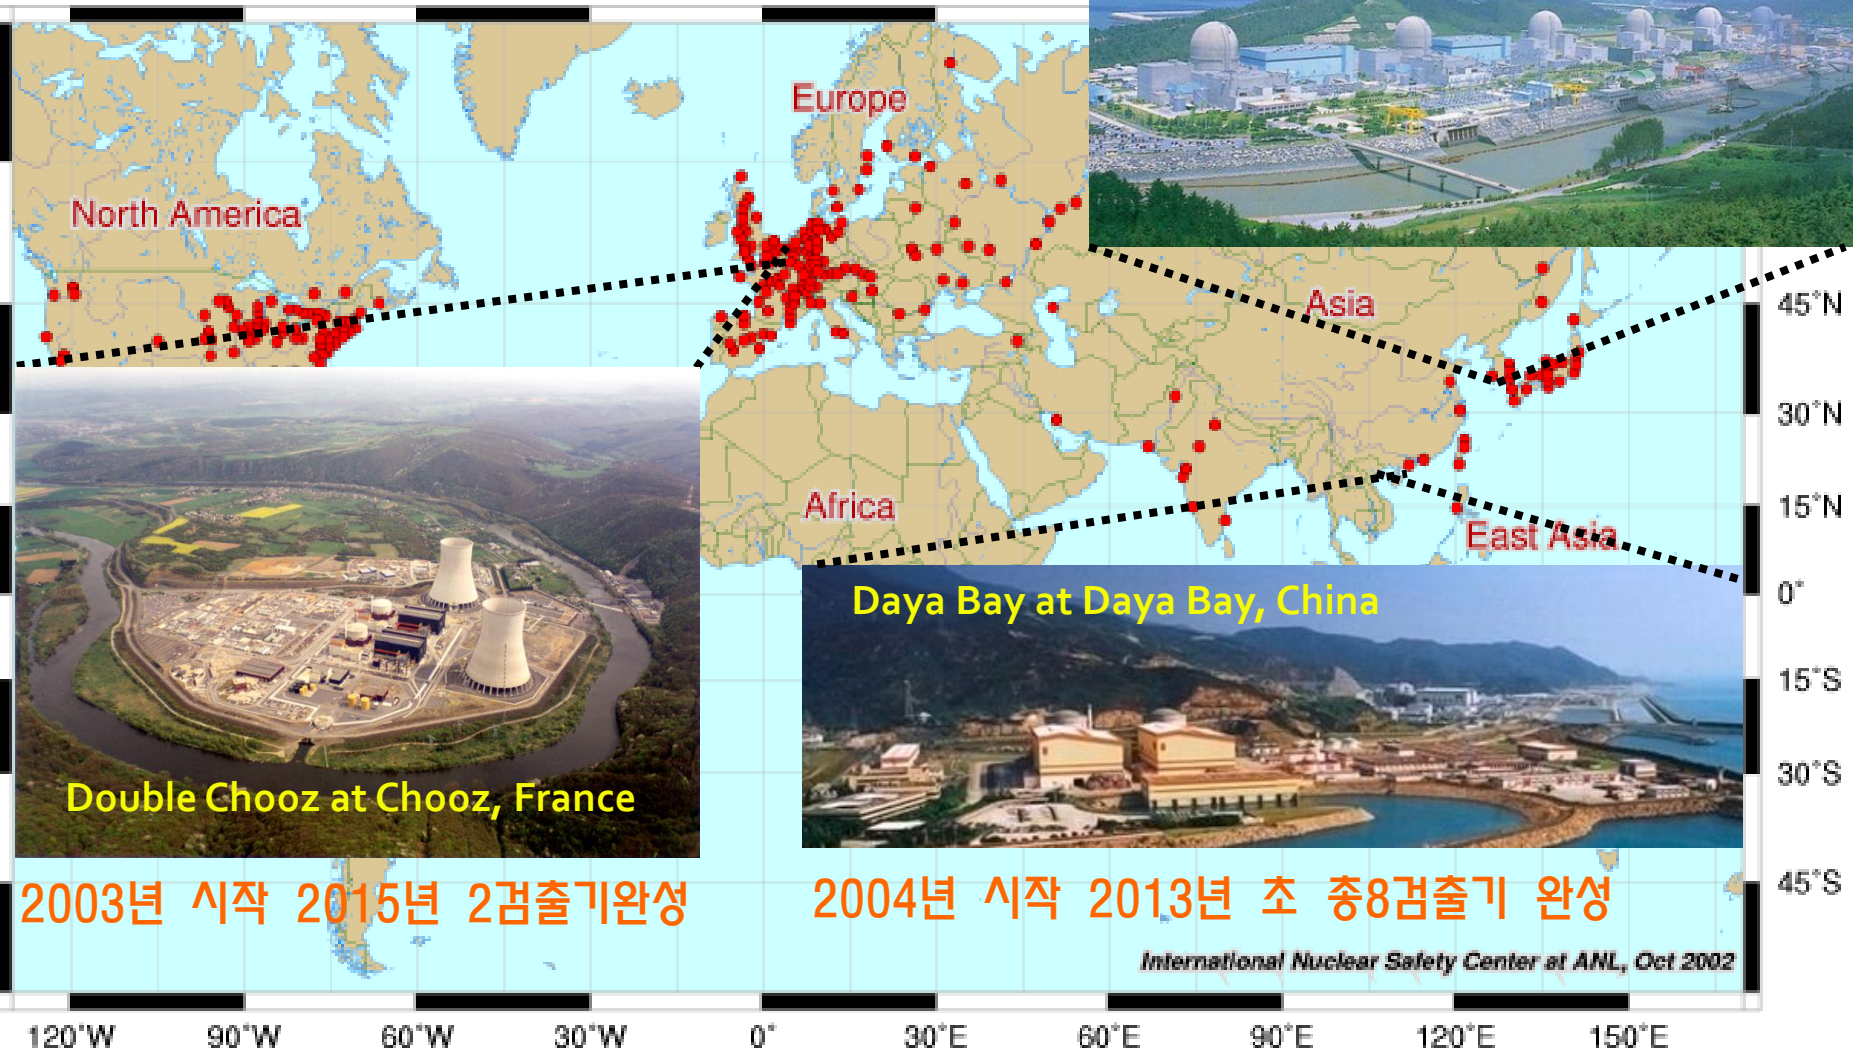 Europe
North America
Asia
45°N
30°N
15°N
Africa
East Asia
0°
Daya Bay at Daya Bay, China
15°S
30°S
Double Chooz at Chooz, France
45°S
2003년 시작 2015년 2검출기완성
2004년 시작 2013년 초 총8검출기 완성
International Nuclear Safety Center at ANL, Oct 2002
120°W 90°W 60°W 30°W 0° 30°E 60°E 90°E 120°E 150°E